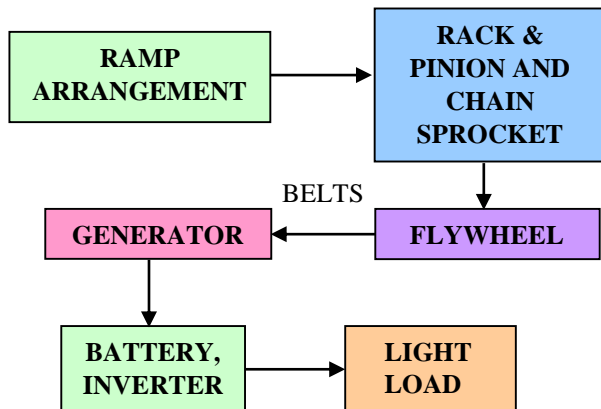 RAMP
ARRANGEMENT
RACK &
PINION AND
CHAIN
SPROCKET
BELTS
GENERATOR
FLYWHEEL
BATTERY,
INVERTER
LIGHT
LOAD